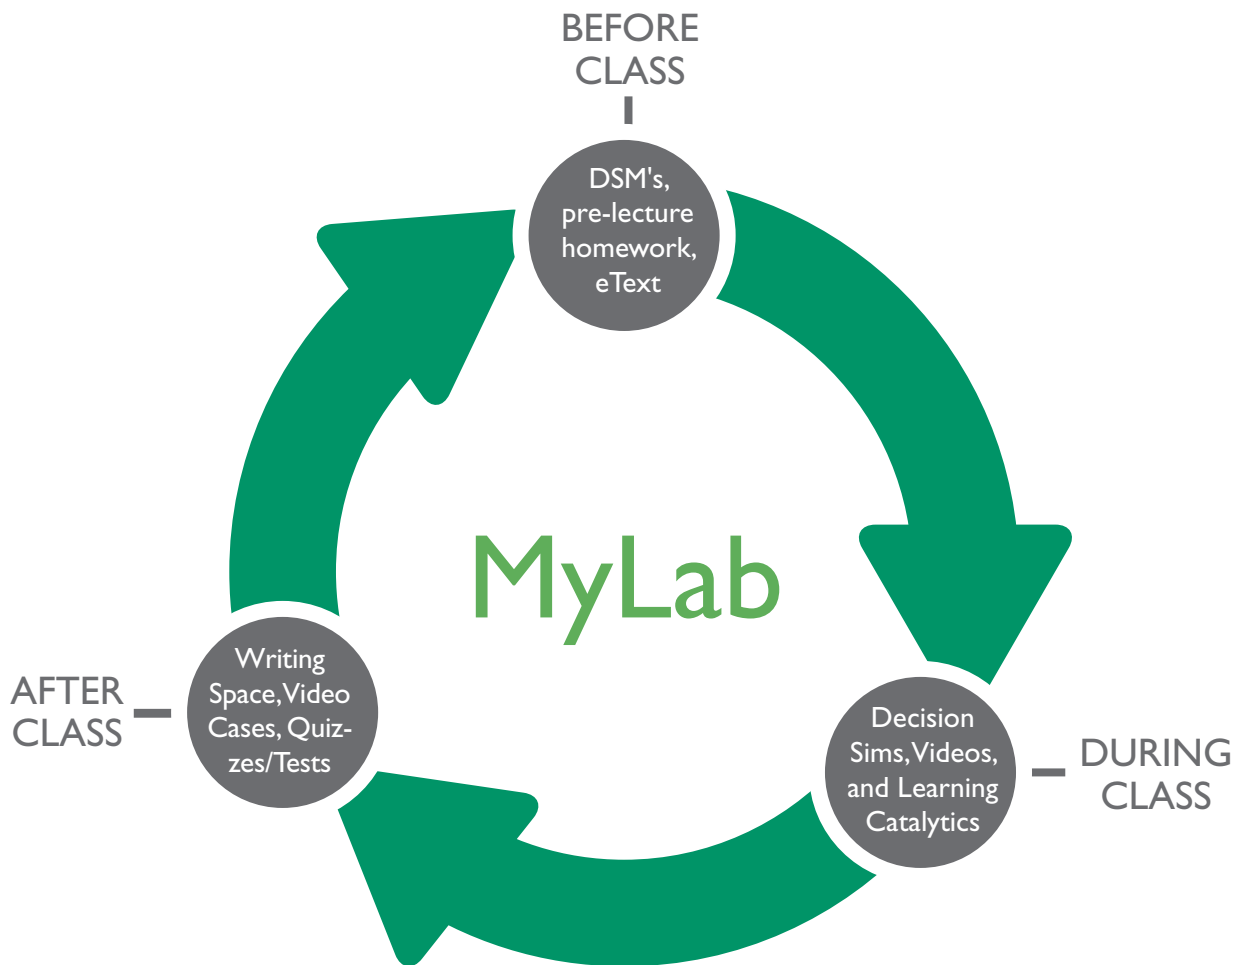 BEFORE
CLASS
DSM's,
pre-lecture
homework,
eText
MyLab
AFTER
CLASS
Writing
Space, Video
Cases, Quiz-
zes/Tests
Decision
Sims, Videos,
and Learning
Catalytics
DURING
CLASS